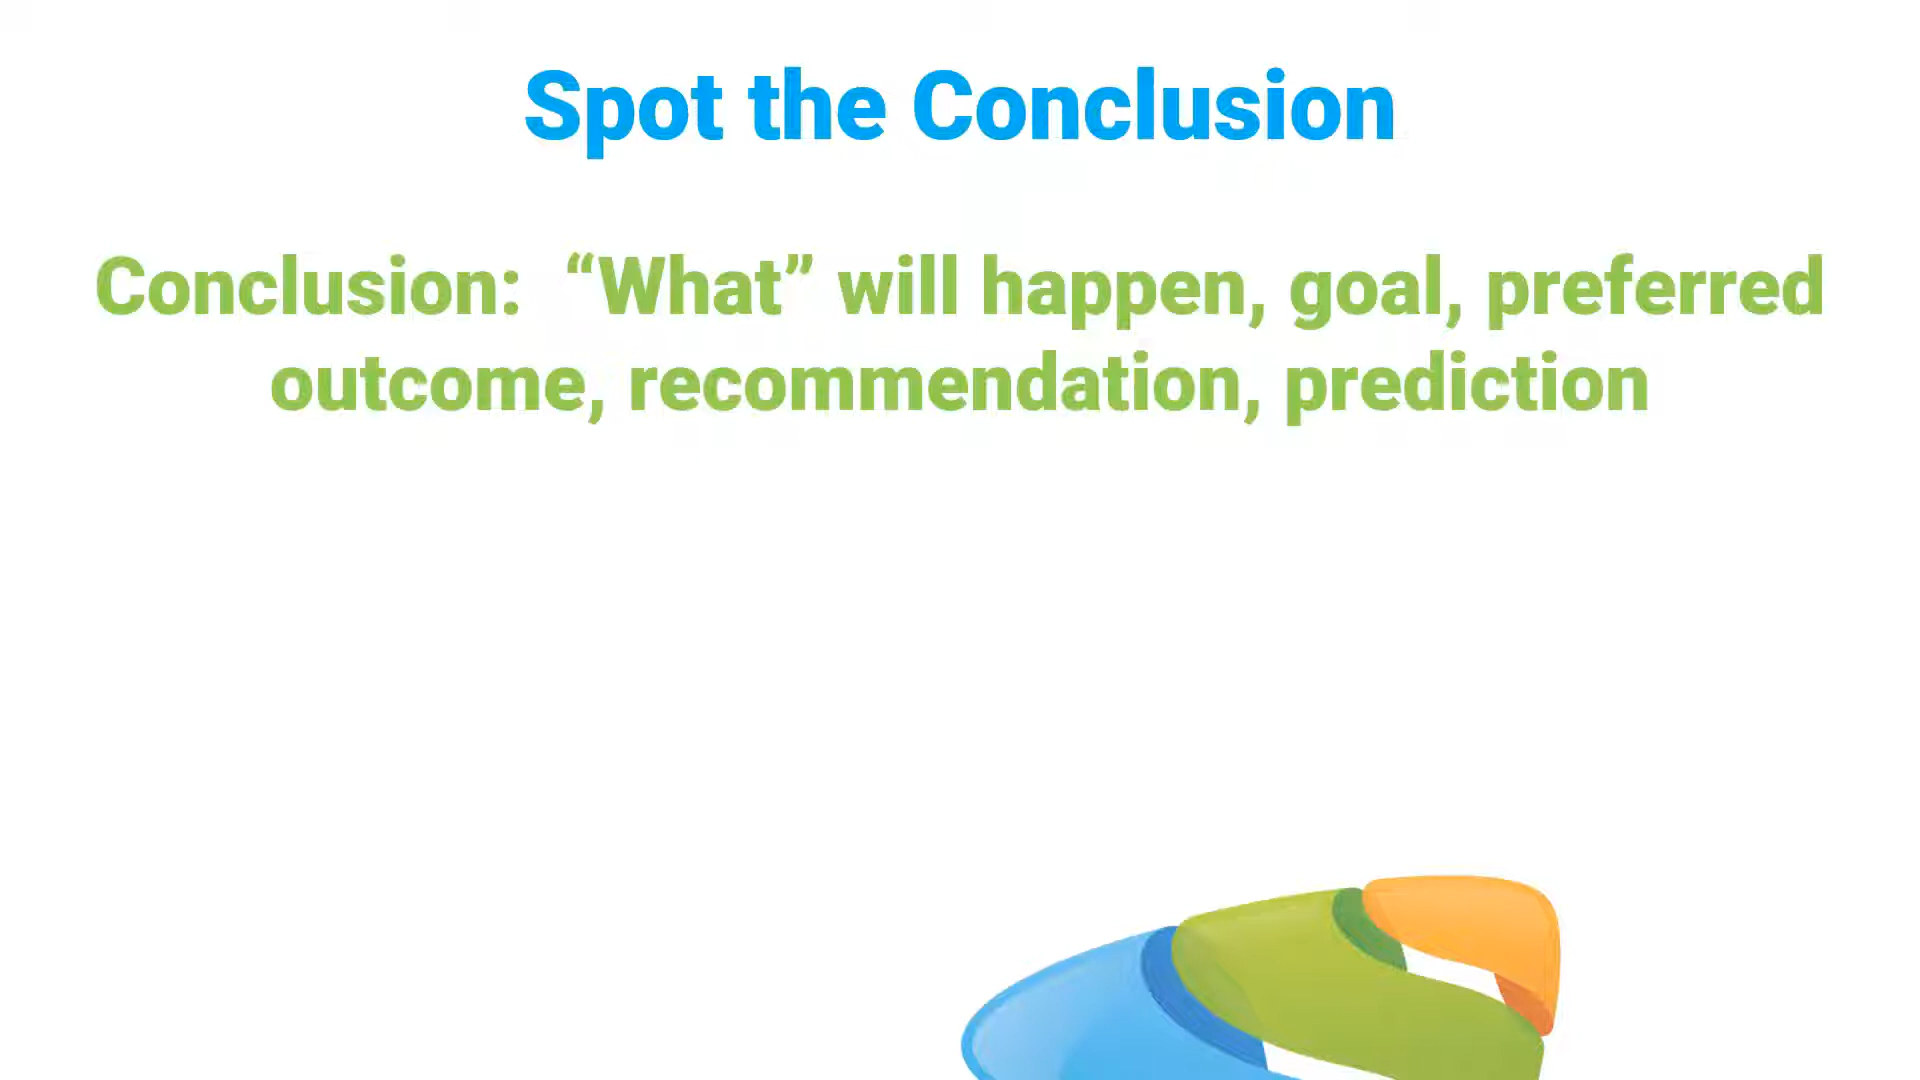 Spot the Conclusion
Conclusion:  “What” will happen, goal, preferred
outcome, recommendation, prediction